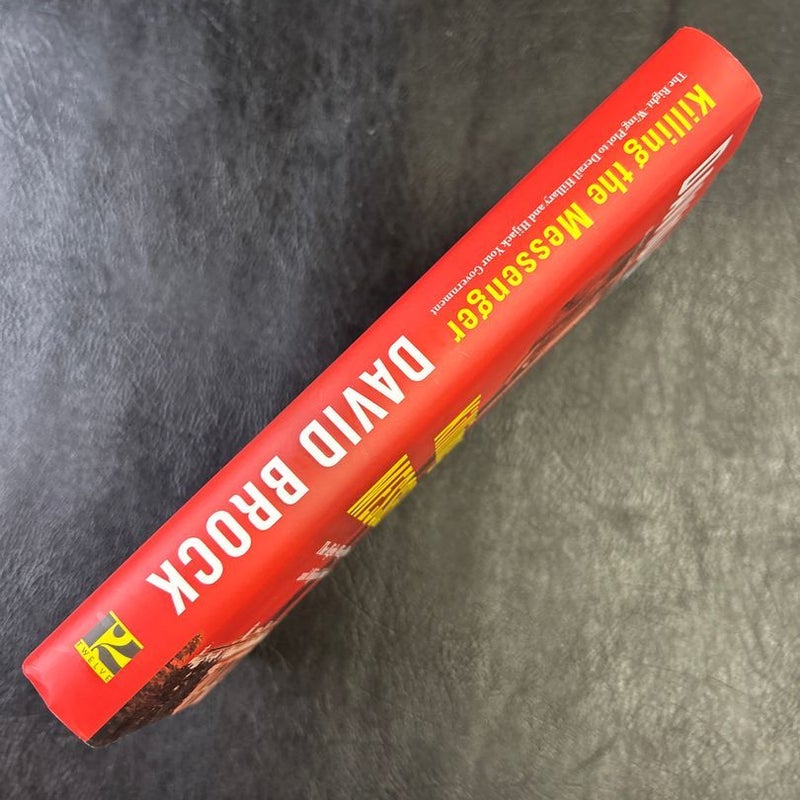 Killing the Messenger
The Right-Wing Plot to Derail Hillary and Hijack Your Government
DAVID BROCK
TWELVE